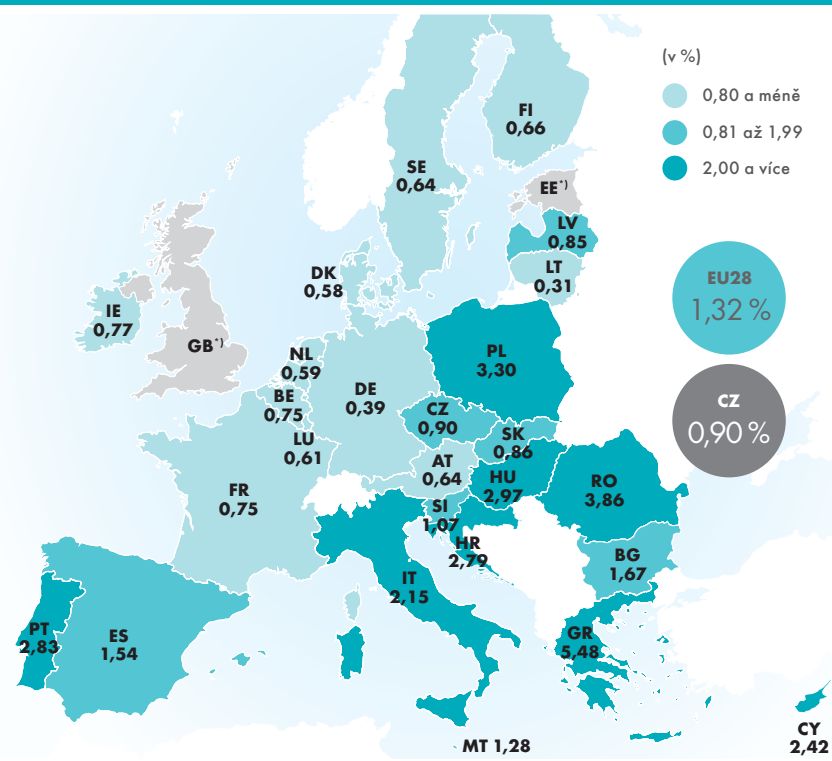 (v %)
0,80 a méně
0,81 až 1,99
2,00 a více
FI
0,66
SE
0,64
EE*)
LV
0,85
LT
0,31
DK
0,58
EU28
1,32 %
IE
0,77
GB*)
NL
0,59
PL
3,30
BE
0,75
DE
0,39
CZ
0,90
CZ
0,90 %
LU
0,61
SK
0,86
AT
0,64
HU
2,97
RO
3,86
FR
0,75
SI
1,07
HR
2,79
BG
1,67
IT
2,15
PT
2,83
ES
1,54
GR
5,48
MT 1,28
CY
2,42